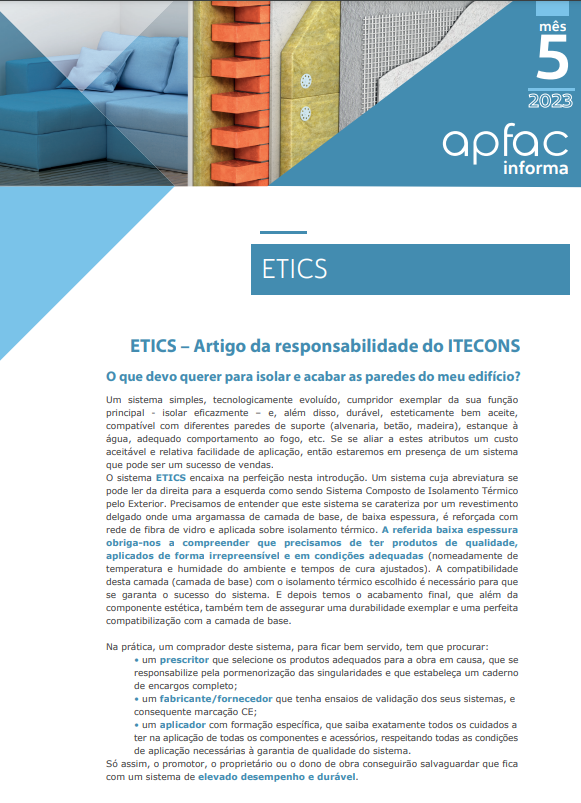 mês
5
2023
apfac
informa
ETICS
ETICS – Artigo da responsabilidade do ITECONS
O que devo querer para isolar e acabar as paredes do meu edifício?
Um sistema simples, tecnologicamente evoluído, cumpridor exemplar da sua função
principal - isolar eficazmente – e, além disso, durável, esteticamente bem aceite,
compatível com diferentes paredes de suporte (alvenaria, betão, madeira), estanque à
água, adequado comportamento ao fogo, etc. Se se aliar a estes atributos um custo
aceitável e relativa facilidade de aplicação, então estaremos em presença de um sistema
que pode ser um sucesso de vendas.
O sistema ETICS encaixa na perfeição nesta introdução. Um sistema cuja abreviatura se
pode ler da direita para a esquerda como sendo Sistema Composto de Isolamento Térmico
pelo Exterior. Precisamos de entender que este sistema se carateriza por um revestimento
delgado onde uma argamassa de camada de base, de baixa espessura, é reforçada com
rede de fibra de vidro e aplicada sobre isolamento térmico. A referida baixa espessura
obriga-nos a compreender que precisamos de ter produtos de qualidade,
aplicados de forma irrepreensível e em condições adequadas (nomeadamente de
temperatura e humidade do ambiente e tempos de cura ajustados). A compatibilidade
desta camada (camada de base) com o isolamento térmico escolhido é necessário para que
se garanta o sucesso do sistema. E depois temos o acabamento final, que além da
componente estética, também tem de assegurar uma durabilidade exemplar e uma perfeita
compatibilização com a camada de base.
Na prática, um comprador deste sistema, para ficar bem servido, tem que procurar:
• um prescritor que selecione os produtos adequados para a obra em causa, que se
responsabilize pela pormenorização das singularidades e que estabeleça um caderno
de encargos completo;
• um fabricante/fornecedor que tenha ensaios de validação dos seus sistemas, e
consequente marcação CE;
• um aplicador com formação específica, que saiba exatamente todos os cuidados a
ter na aplicação de todas os componentes e acessórios, respeitando todas as condições
de aplicação necessárias à garantia de qualidade do sistema.
Só assim, o promotor, o proprietário ou o dono de obra conseguirão salvaguardar que fica
com um sistema de elevado desempenho e durável.